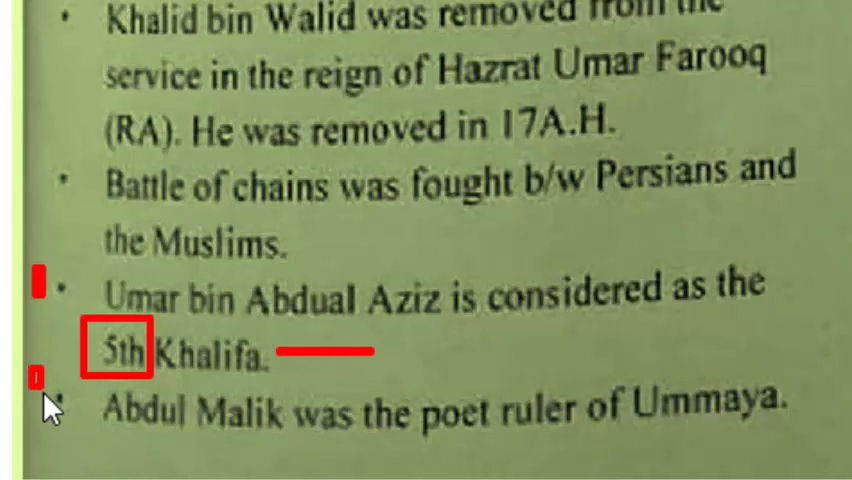 • Khalid bin Walid was removed from the
service in the reign of Hazrat Umar Farooq
(RA). He was removed in 17A.H.
• Battle of chains was fought b/w Persians and
the Muslims.
• Umar bin Abdual Aziz is considered as the
5th Khalifa.
• Abdul Malik was the poet ruler of Ummaya.